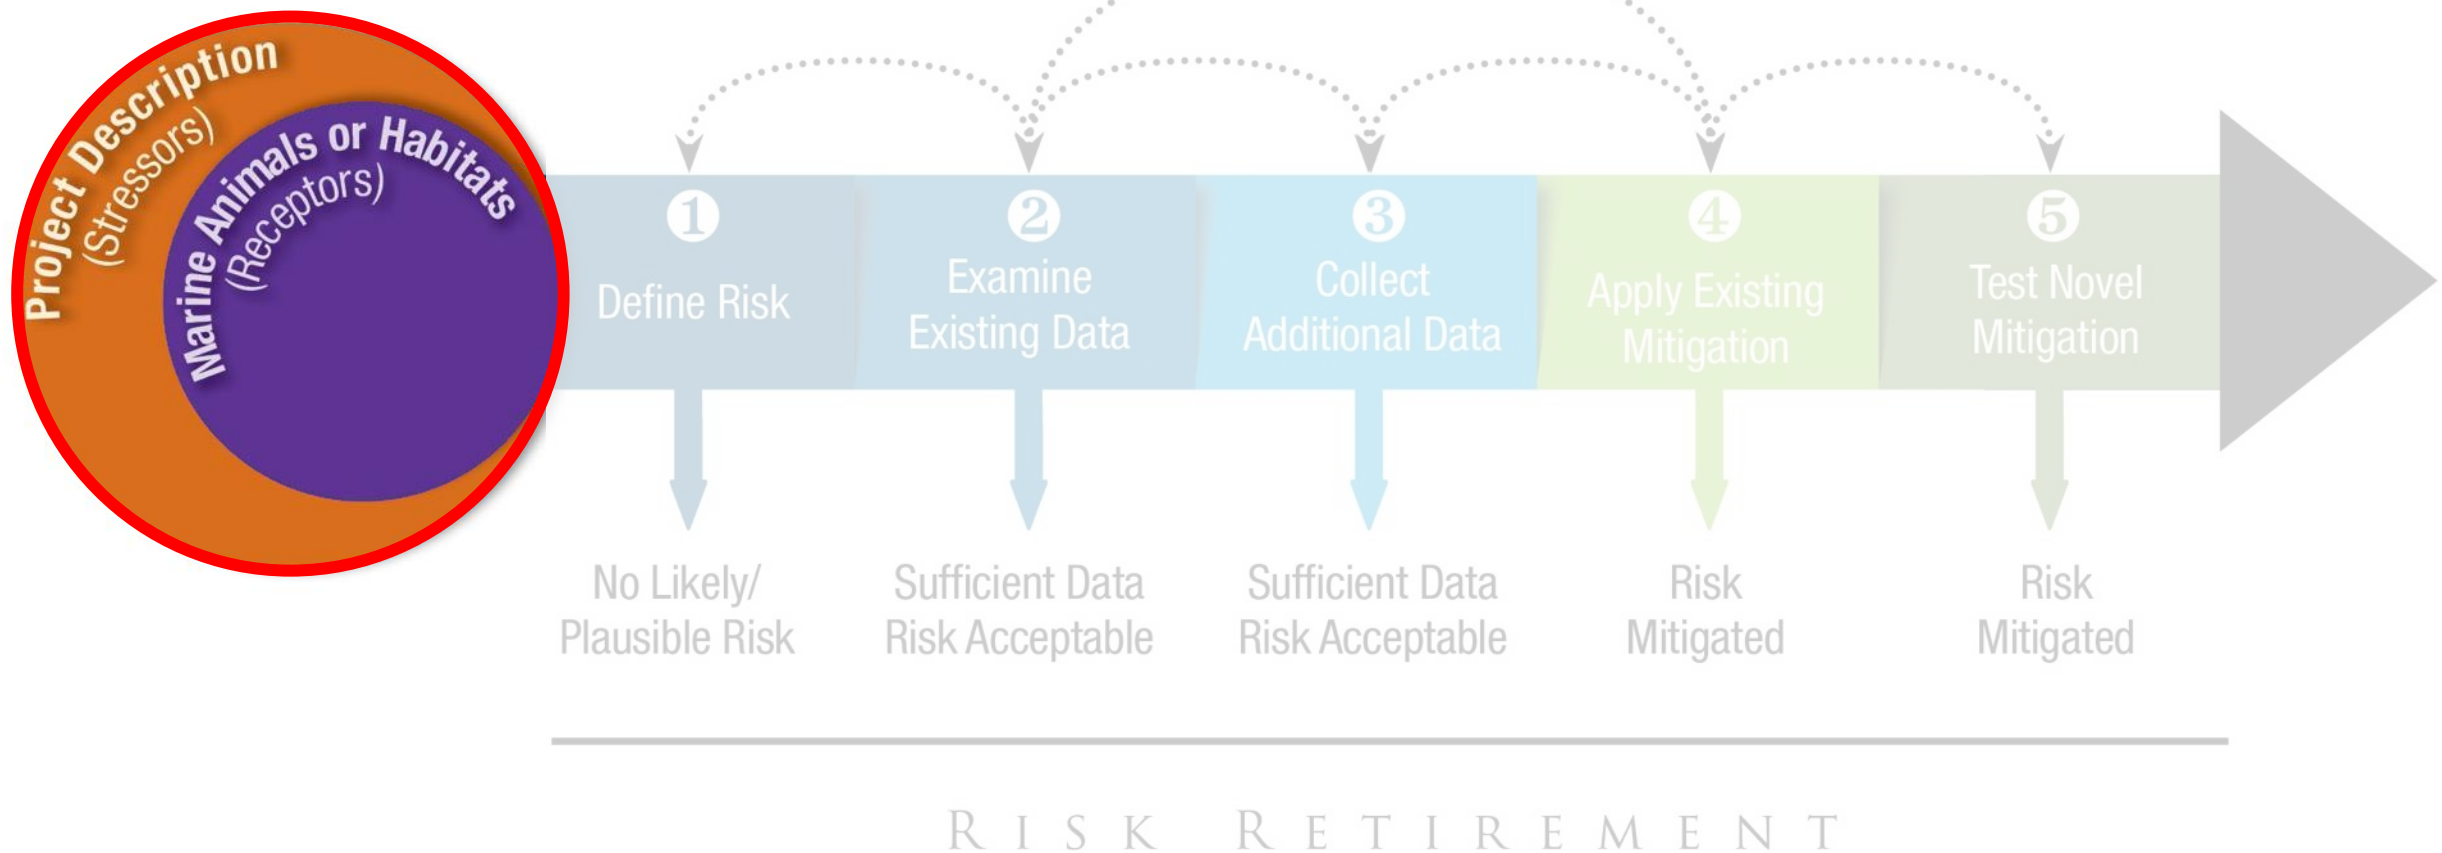 Project Description
(Stressors)
Marine Animals or Habitats
(Receptors)
1
Define Risk
2
Examine
Existing Data
3
Collect
Additional Data
4
Apply Existing
Mitigation
5
Test Novel
Mitigation
No Likely/
Plausible Risk
Sufficient Data
Risk Acceptable
Sufficient Data
Risk Acceptable
Risk
Mitigated
Risk
Mitigated
RISK RETIREMENT